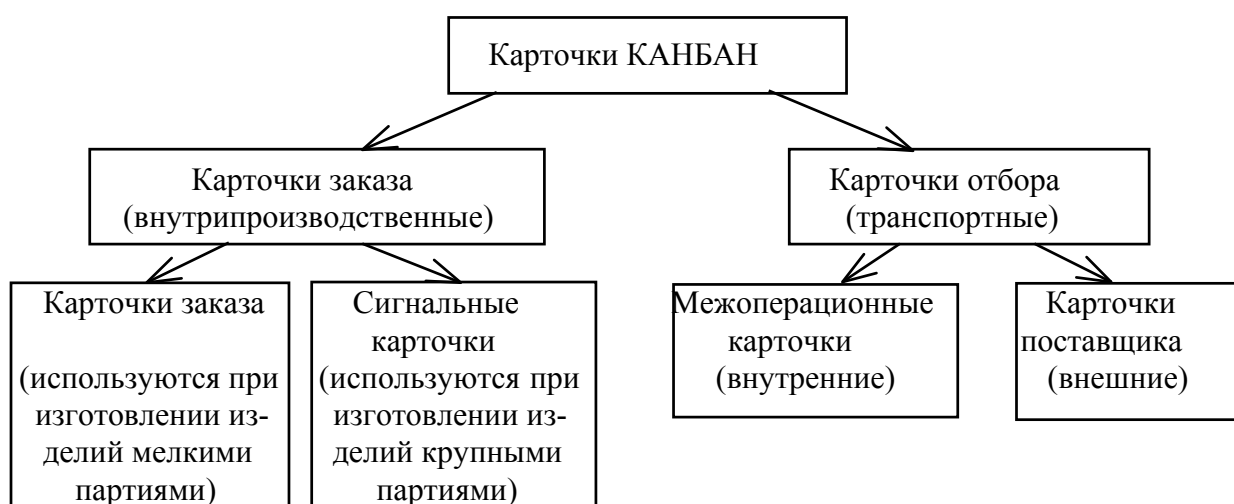 Карточки КАНБАН
Карточки заказа
(внутрипроизводственные)
Карточки отбора
(транспортные)
Карточки заказа
(используются при
изготовлении из-
делий мелкими
партиями)
Сигнальные
карточки
(используются при
изготовлении из-
делий крупными
партиями)
Межоперационные
карточки
(внутренние)
Карточки
поставщика
(внешние)